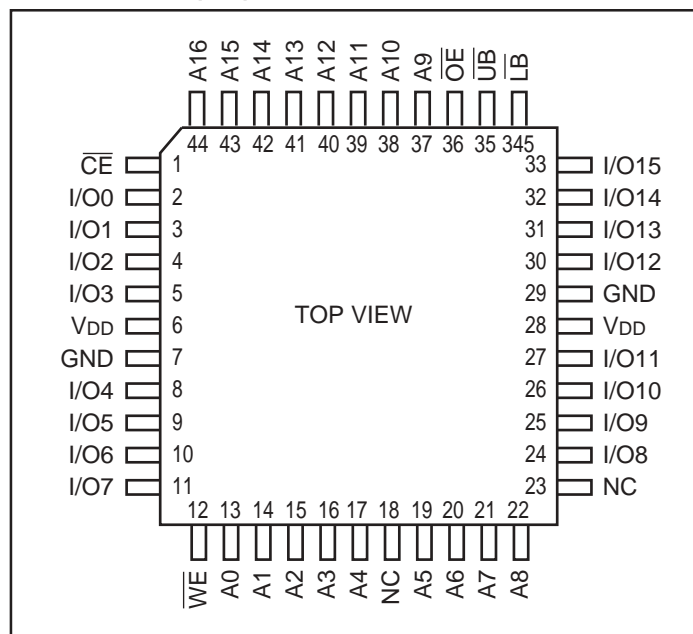 A16 A15 A14 A13 A12 A11 A10 A9 OE UB LB
44 43 42 41 40 39 38 37 36 35 345
CE 1 33 I/O15
I/O0 2 32 I/O14
I/O1 3 31 I/O13
I/O2 4 30 I/O12
I/O3 5 29 GND
VDD 6 TOP VIEW 28 VDD
GND 7 27 I/O11
I/O4 8 26 I/O10
I/O5 9 25 I/O9
I/O6 10 24 I/O8
I/O7 11 23 NC
12 13 14 15 16 17 18 19 20 21 22
WE A0 A1 A2 A3 A4 NC A5 A6 A7 A8